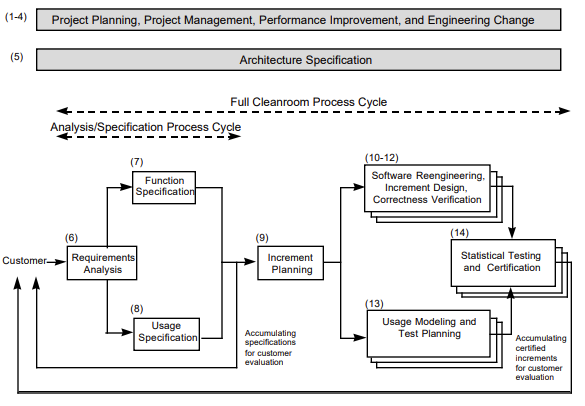 (1-4)
Project Planning, Project Management, Performance Improvement, and Engineering Change
(5)
Architecture Specification
Full Cleanroom Process Cycle
Analysis/Specification Process Cycle
(7)
Function
Specification
(10-12)
Software Reengineering,
Increment Design,
Correctness Verification
(6)
(9)
(14)
Customer
Requirements
Analysis
Increment
Planning
Statistical Testing
and Certification
(8)
Usage
Specification
(13)
Usage Modeling and
Test Planning
Accumulating
specifications
for customer
evaluation
Accumulating
certified
increments
for customer
evaluation